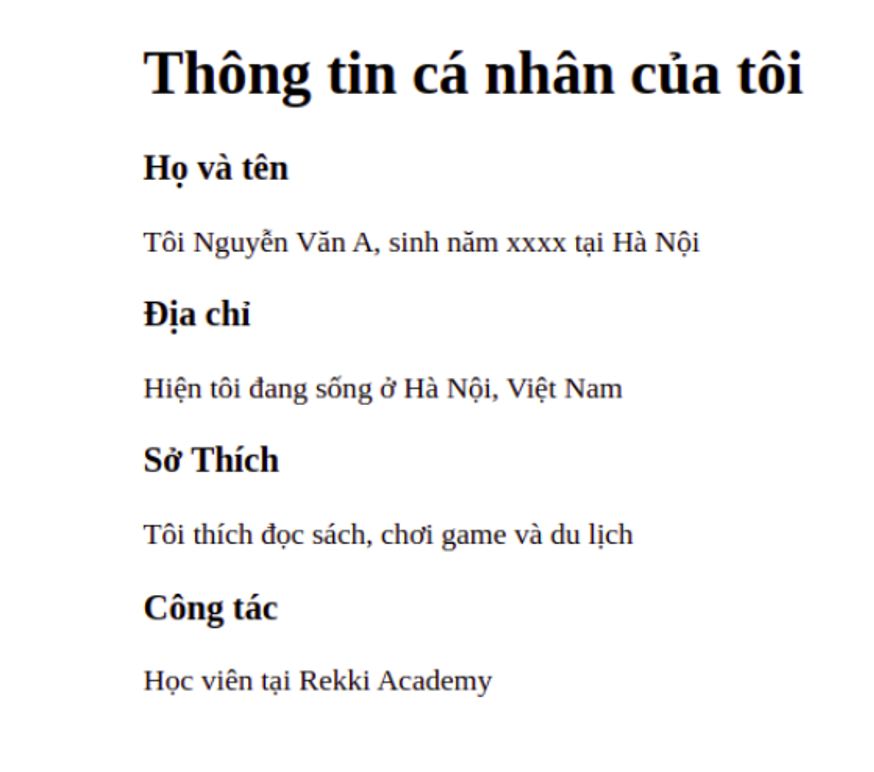 Thông tin cá nhân của tôi
Họ và tên
Tôi Nguyễn Văn A, sinh năm xxxx tại Hà Nội
Địa chỉ
Hiện tôi đang sống ở Hà Nội, Việt Nam
Sở Thích
Tôi thích đọc sách, chơi game và du lịch
Công tác
Học viên tại Rekki Academy